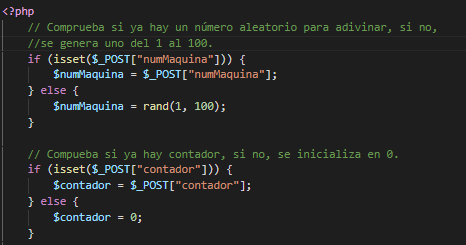 <?php
// Comprueba si ya hay un número aleatorio para adivinar, si no,
//se genera uno del 1 al 100.
if (isset($_POST["numMaquina"])) {
$numMaquina = $_POST["numMaquina"];
} else {
$numMaquina = rand(1, 100);
}
// Compueba si ya hay contador, si no, se inicializa en 0.
if (isset($_POST["contador"])) {
$contador = $_POST["contador"];
} else {
$contador = 0;
}